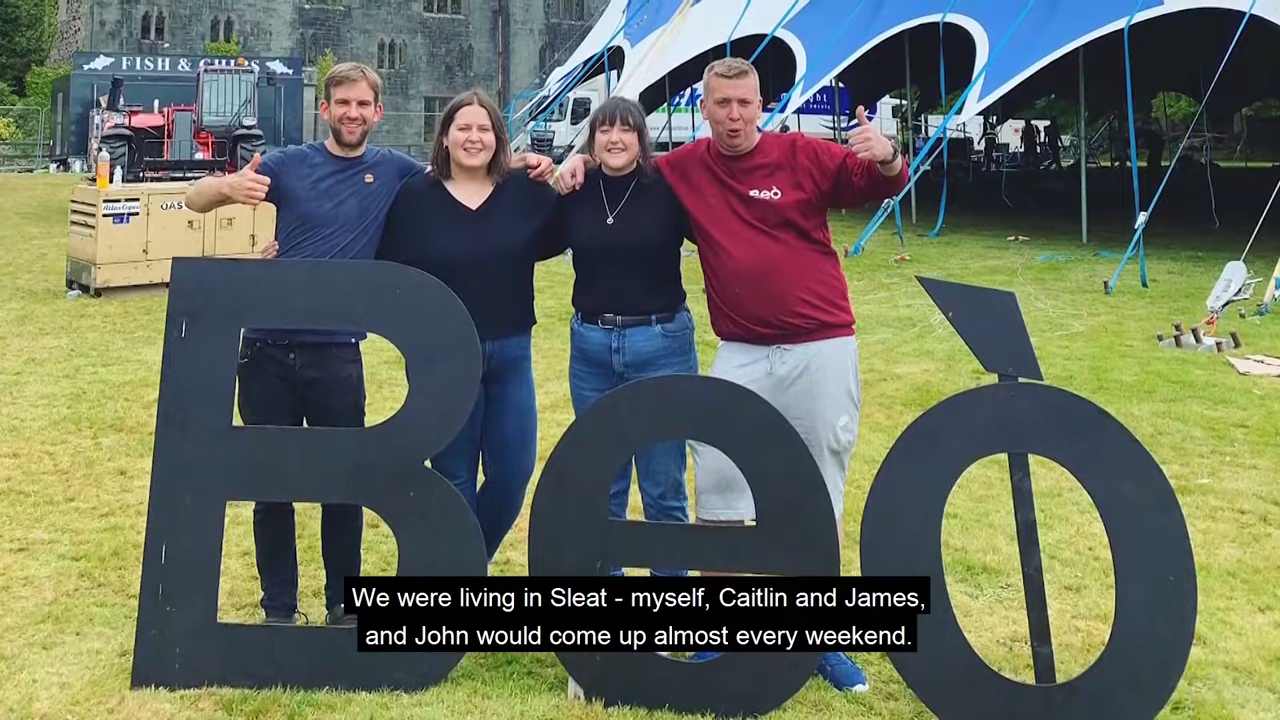 FISH & CHIPS
Atlas Copco
Beò
Beò
We were living in Sleat - myself, Caitlin and James,
and John would come up almost every weekend.